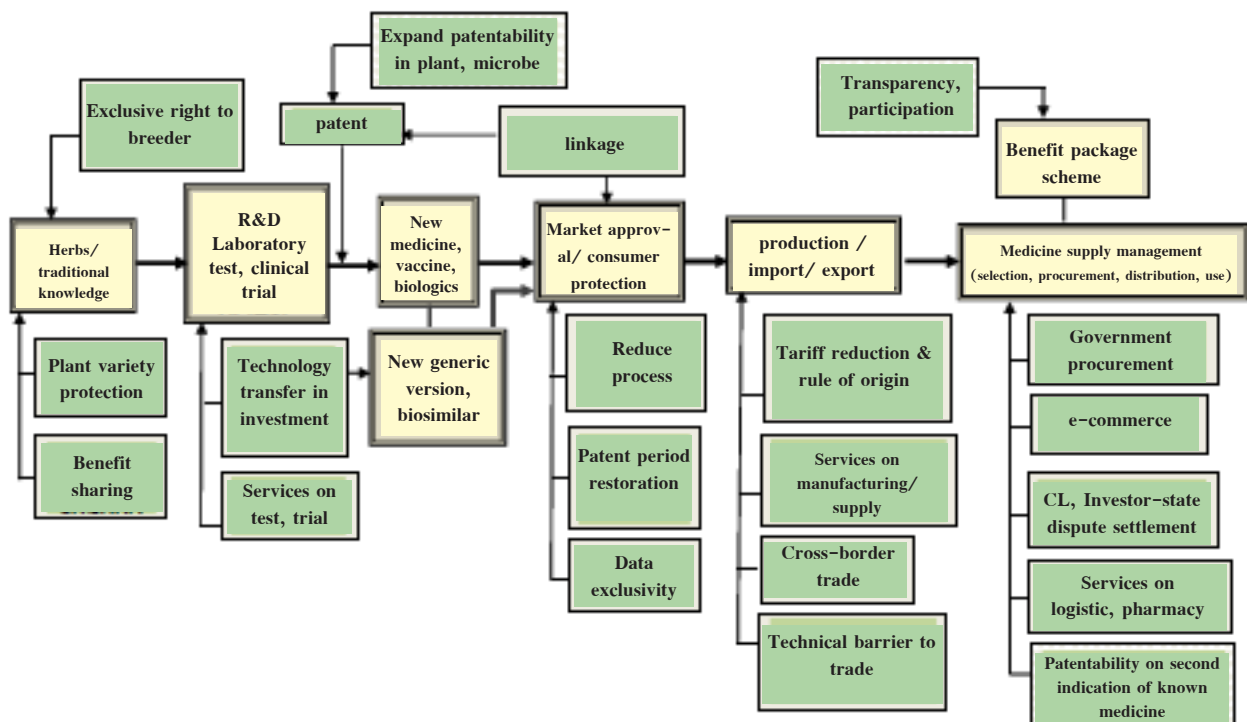 Expand patentability
in plant, microbe
Transparency,
participation
Exclusive right to
breeder
patent
linkage
Benefit package
scheme
Herbs/
traditional
knowledge
R&D
Laboratory
test, clinical
trial
New
medicine,
vaccine,
biologics
Market approv-
al/ consumer
protection
production /
import/ export
Medicine supply management
(selection, procurement, distribution, use)
Plant variety
protection
Benefit
sharing
Technology
transfer in
investment
Services on
test, trial
New generic
version,
biosimilar
Reduce
process
Patent period
restoration
Data
exclusivity
Tariff reduction &
rule of origin
Services on
manufacturing/
supply
Cross-border
trade
Technical barrier to
trade
Government
procurement
e-commerce
CL, Investor-state
dispute settlement
Services on
logistic, pharmacy
Patentability on second
indication of known
medicine